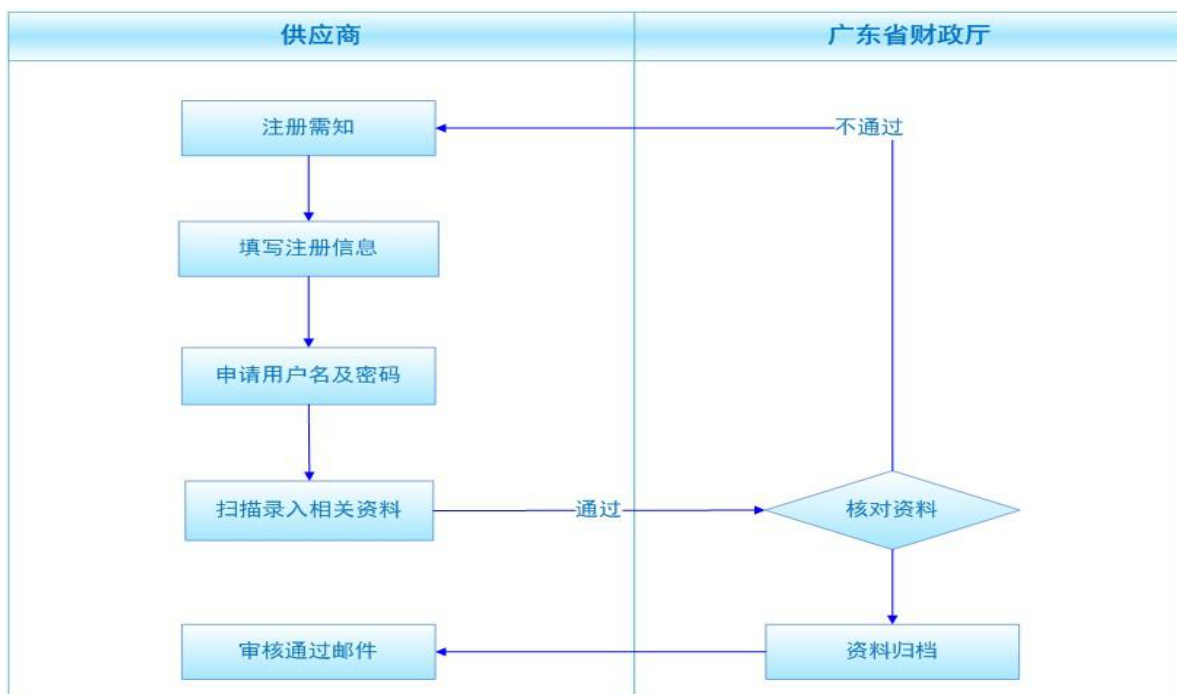 供应商
广东省财政厅
注册需知
不通过
填写注册信息
申请用户名及密码
扫描录入相关资料
通过
核对资料
审核通过邮件
资料归档